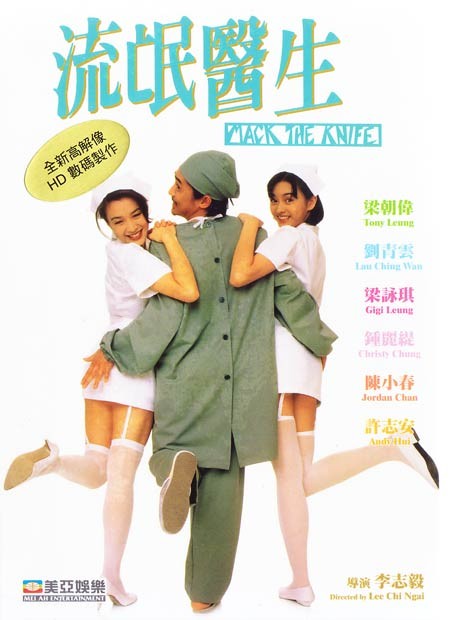 流氓醫生
MACK THE KNIFE
全新高解像
HD 數碼製作
梁朝偉
Tony Leung
劉青雲
Lau Ching Wan
梁詠琪
Gigi Leung
鍾麗緹
Christy Chung
陳小春
Jordan Chan
許志安
Andy Hui
美亞娛樂
MEI AH ENTERTAINMENT
導演 李志毅
Directed by Lee Chi Ngai